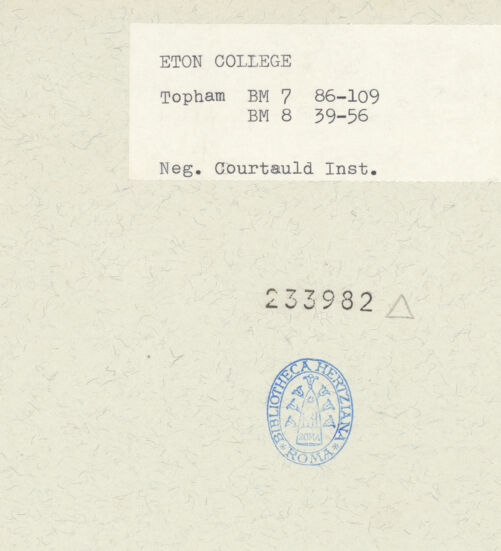 ETON COLLEGE
Topham BM 7 86-109
BM 8 39-56
Neg. Courtauld Inst.
233982
BIBLIOTHECA HERTZIANA
ROMA
* ROMA *